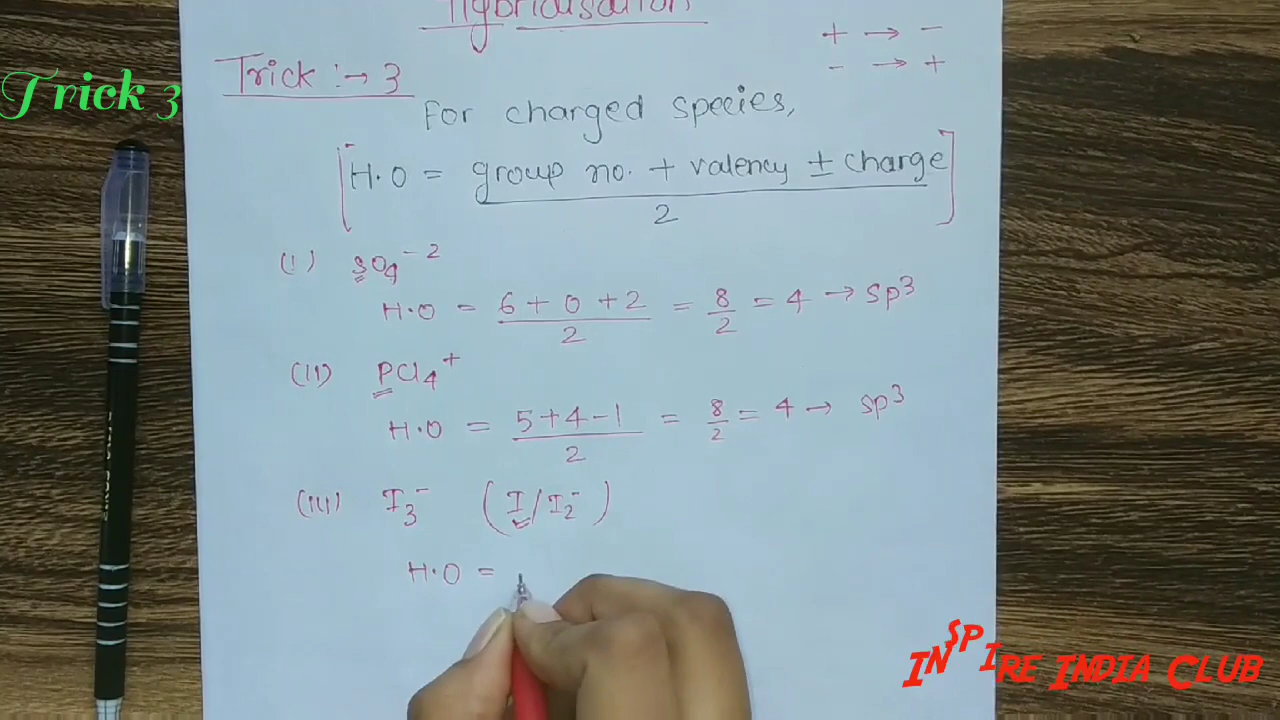 Hybridisation
+ → −
− → +
Trick :→ 3
Trick 3
For charged species,
[H.O = group no. + valency ± charge / 2]
(I) SO₄⁻²
H.O = 6 + 0 + 2 / 2 = 8/2 = 4 → sp³
(II) PCl₄⁺
H.O = 5+4−1 / 2 = 8/2 = 4 → sp³
(III) I₃⁻ (I/I₂⁻)
H.O =
INSPIRE INDIA CLUB